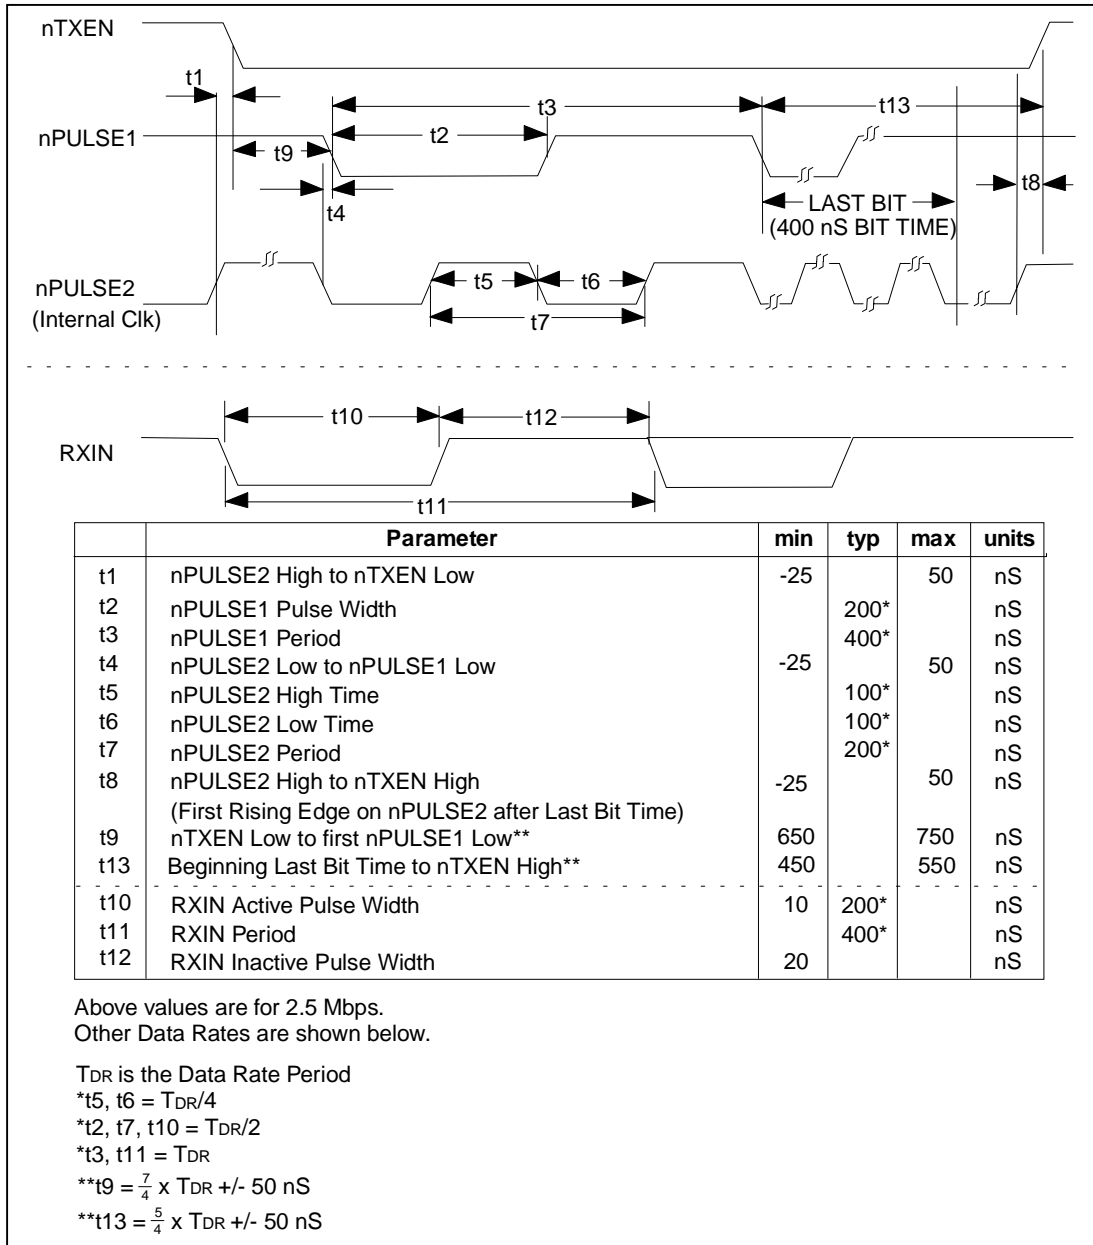 nTXEN
t1
t3
t13
nPULSE1
t2
t9
t8
t4
LAST BIT
(400 nS BIT TIME)
nPULSE2
(Internal Clk)
t5
t6
t7
t10
t12
RXIN
t11
Parameter min typ max units
t1 nPULSE2 High to nTXEN Low -25 50 nS
t2 nPULSE1 Pulse Width 200* nS
t3 nPULSE1 Period 400* nS
t4 nPULSE2 Low to nPULSE1 Low -25 50 nS
t5 nPULSE2 High Time 100* nS
t6 nPULSE2 Low Time 100* nS
t7 nPULSE2 Period 200* nS
t8 nPULSE2 High to nTXEN High -25 50 nS
(First Rising Edge on nPULSE2 after Last Bit Time)
t9 nTXEN Low to first nPULSE1 Low** 650 750 nS
t13 Beginning Last Bit Time to nTXEN High** 450 550 nS
t10 RXIN Active Pulse Width 10 200* nS
t11 RXIN Period 400* nS
t12 RXIN Inactive Pulse Width 20 nS
Above values are for 2.5 Mbps.
Other Data Rates are shown below.
TDR is the Data Rate Period
*t5, t6 = TDR/4
*t2, t7, t10 = TDR/2
*t3, t11 = TDR
**t9 = 7/4 x TDR +/- 50 nS
**t13 = 5/4 x TDR +/- 50 nS